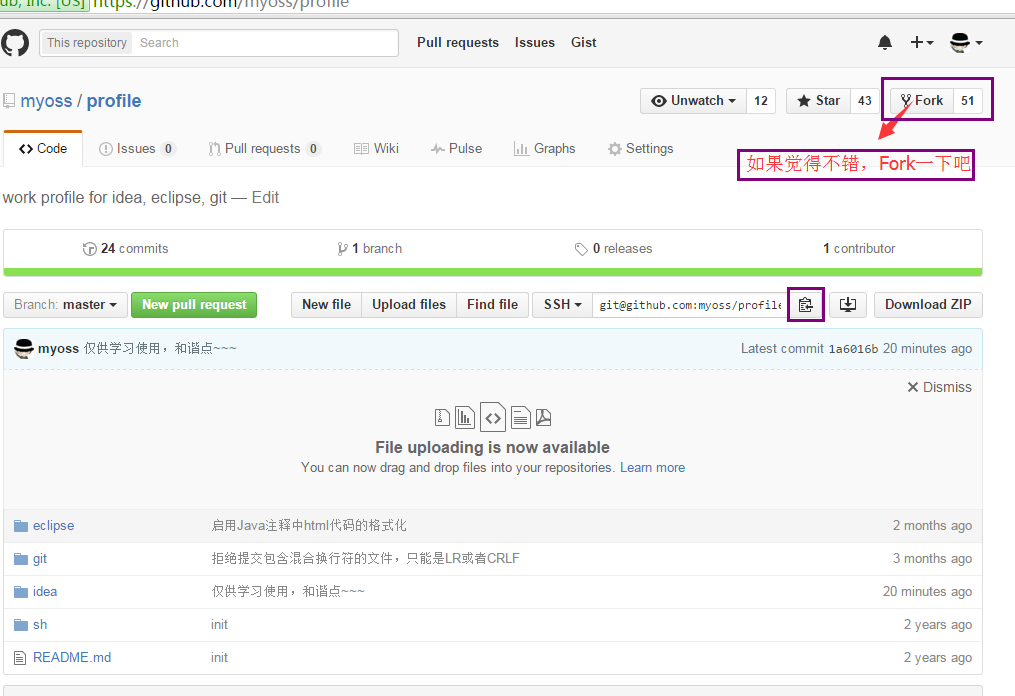 ub, Inc. [US] https://github.com/myoss/profile
This repository Search Pull requests Issues Gist
myoss / profile Unwatch 12 Star 43 Fork 51
Code Issues 0 Pull requests 0 Wiki Pulse Graphs Settings
如果觉得不错，Fork一下吧
work profile for idea, eclipse, git — Edit
24 commits 1 branch 0 releases 1 contributor
Branch: master New pull request New file Upload files Find file SSH git@github.com:myoss/profile Download ZIP
myoss 仅供学习使用，和谐点~~~ Latest commit 1a6016b 20 minutes ago
Dismiss
File uploading is now available
You can now drag and drop files into your repositories. Learn more
eclipse 启用Java注释中html代码的格式化 2 months ago
git 拒绝提交包含混合换行符的文件，只能是LR或者CRLF 3 months ago
idea 仅供学习使用，和谐点~~~ 20 minutes ago
sh init 2 years ago
README.md init 2 years ago